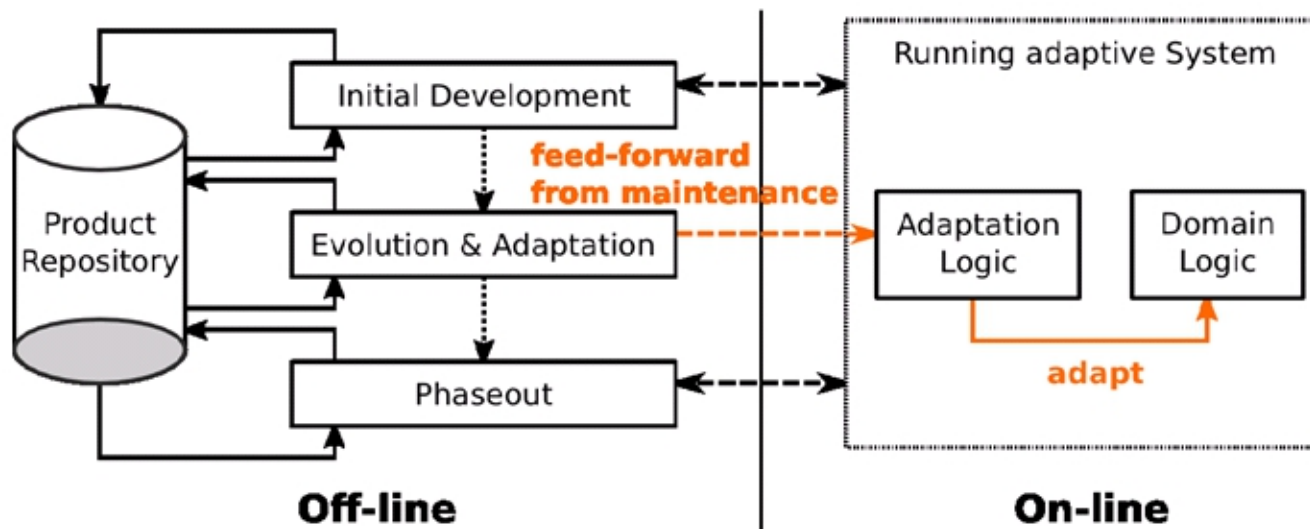 Running adaptive System
Initial Development
feed-forward
from maintenance
Product
Repository
Evolution & Adaptation
Adaptation
Logic
Domain
Logic
adapt
Phaseout
Off-line
On-line